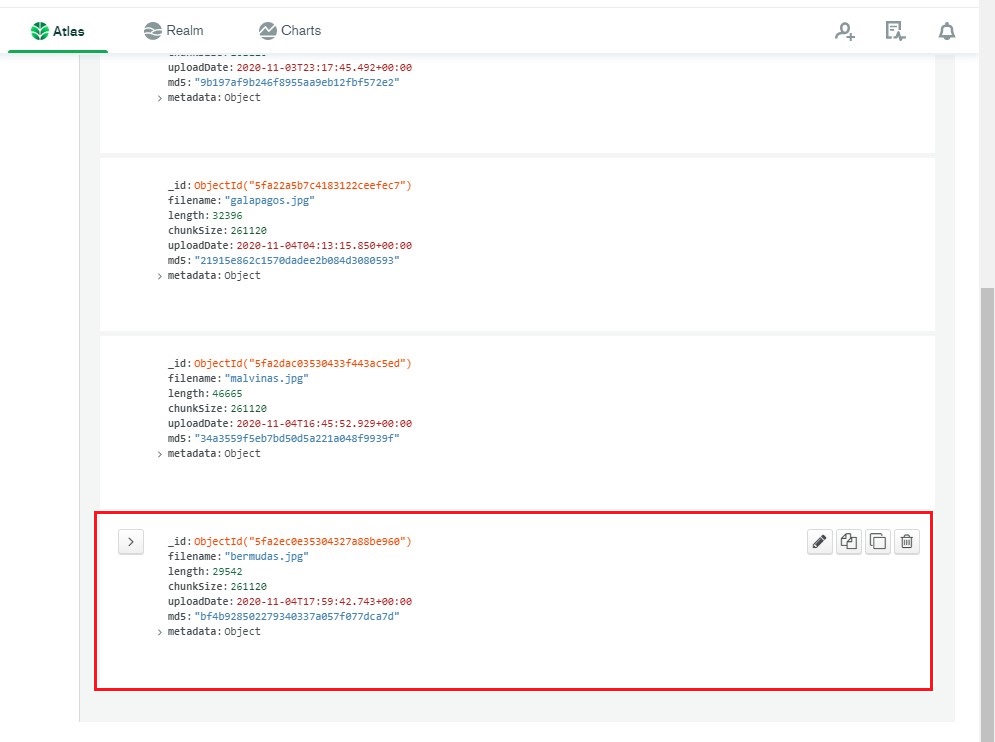 Atlas Realm Charts
uploadDate: 2020-11-03T23:17:45.492+00:00
md5: "9b197af9b246f8955aa9eb12fbf572e2"
> metadata: Object
_id: ObjectId("5fa22a5b7c4183122ceefec7")
filename: "galapagos.jpg"
length: 32396
chunkSize: 261120
uploadDate: 2020-11-04T04:13:15.850+00:00
md5: "21915e862c1570dadee2b084d3080593"
> metadata: Object
_id: ObjectId("5fa2dac03530433f443ac5ed")
filename: "malvinas.jpg"
length: 46665
chunkSize: 261120
uploadDate: 2020-11-04T16:45:52.929+00:00
md5: "34a3559f5eb7bd50d5a221a048f9939f"
> metadata: Object
_id: ObjectId("5fa2ec0e35304327a88be960")
filename: "bermudas.jpg"
length: 29542
chunkSize: 261120
uploadDate: 2020-11-04T17:59:42.743+00:00
md5: "bf4b928502279340337a057f077dca7d"
> metadata: Object